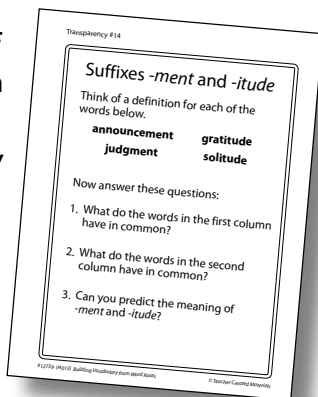 Transparency #14
Suffixes -ment and -itude
Think of a definition for each of the
words below.
announcement gratitude
judgment solitude
Now answer these questions:
1. What do the words in the first column
have in common?
2. What do the words in the second
column have in common?
3. Can you predict the meaning of
-ment and -itude?
Building Vocabulary from Word Roots
© Teacher Created Materials